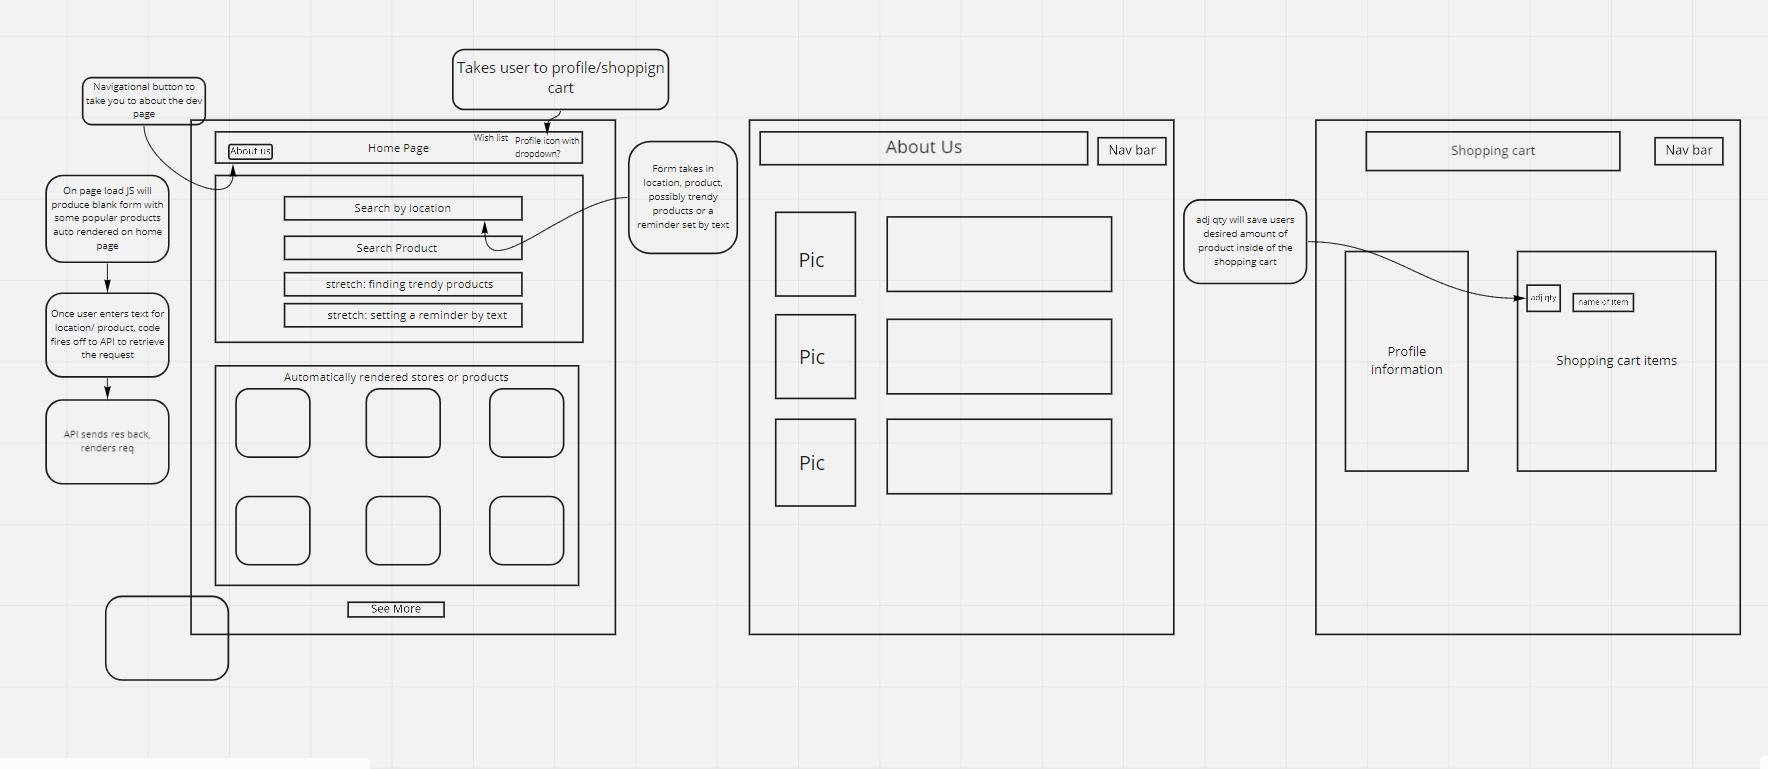 Takes user to profile/shoppign
cart
Navigational button to
take you to about the dev
page
About us
Home Page
Wish list
Profile icon with
dropdown?
On page load JS will
produce blank form with
some popular products
auto rendered on home
page
Once user enters text for
location/ product, code
fires off to API to retrieve
the request
API sends res back,
renders req
Search by location
Search Product
stretch: finding trendy products
stretch: setting a reminder by text
Form takes in
location, product,
possibly trendy
products or a
reminder set by text
Automatically rendered stores or products
See More
About Us
Nav bar
Pic
Pic
Pic
adj qty will save users
desired amount of
product inside of the
shopping cart
Shopping cart
Nav bar
Profile
information
adj qty
name of item
Shopping cart items